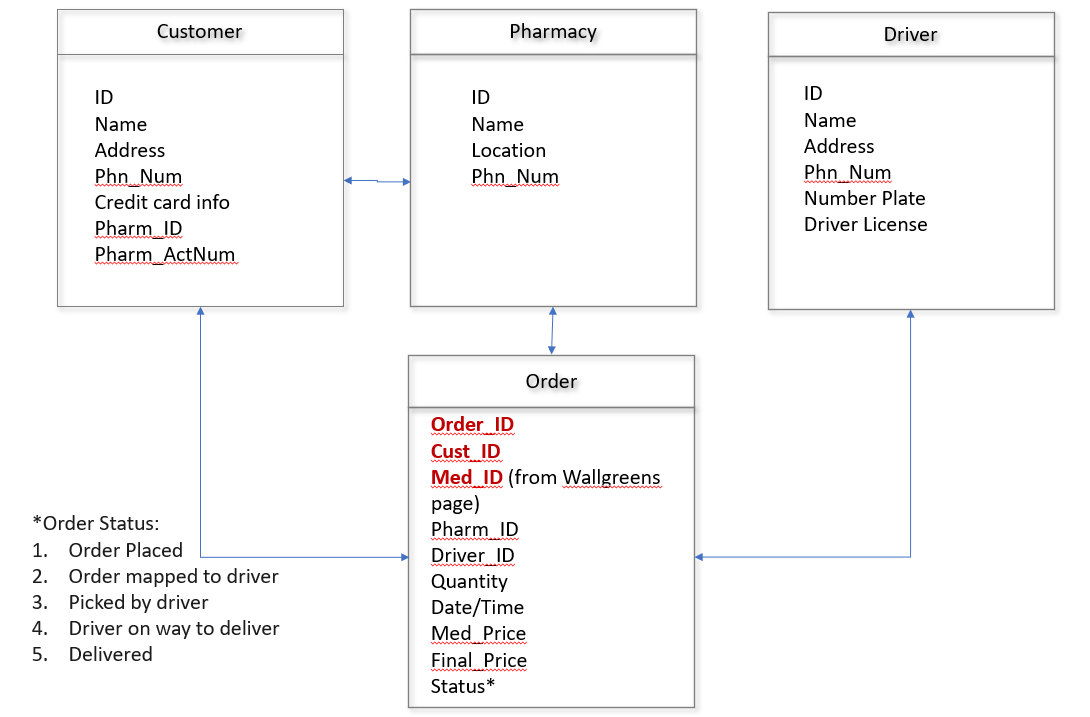 Customer
ID
Name
Address
Phn_Num
Credit card info
Pharm_ID
Pharm_ActNum
Pharmacy
ID
Name
Location
Phn_Num
Driver
ID
Name
Address
Phn_Num
Number Plate
Driver License
Order
Order_ID
Cust_ID
Med_ID (from Wallgreens
page)
Pharm_ID
Driver_ID
Quantity
Date/Time
Med_Price
Final_Price
Status*
*Order Status:
1. Order Placed
2. Order mapped to driver
3. Picked by driver
4. Driver on way to deliver
5. Delivered